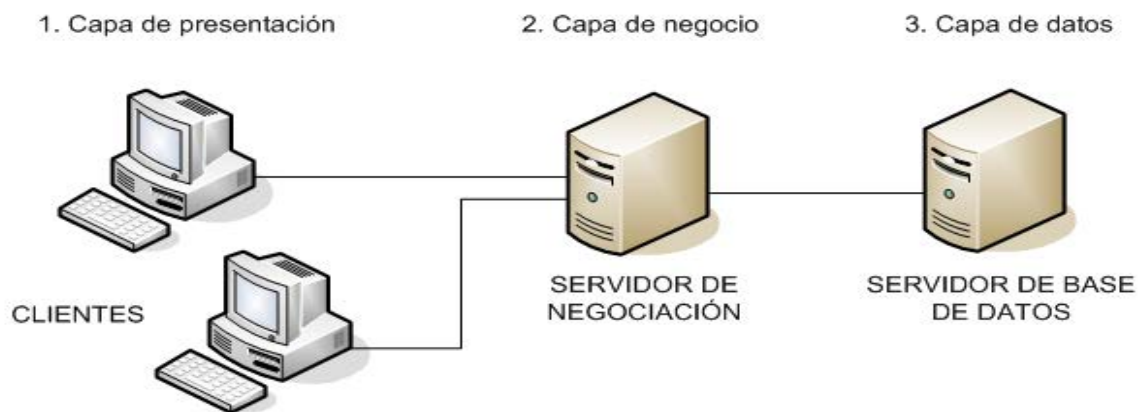 1. Capa de presentación
2. Capa de negocio
3. Capa de datos
CLIENTES
SERVIDOR DE
NEGOCIACIÓN
SERVIDOR DE BASE
DE DATOS